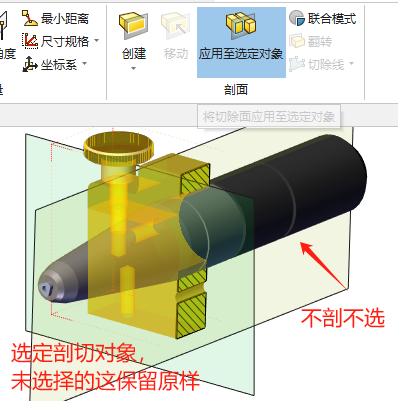 最小距离
角度
尺寸规格
坐标系
创建
移动
应用至选定对象
联合模式
翻转
切除线
量
剖面
将切除面应用至选定对象
不剖不选
选定剖切对象，
未选择的这保留原样